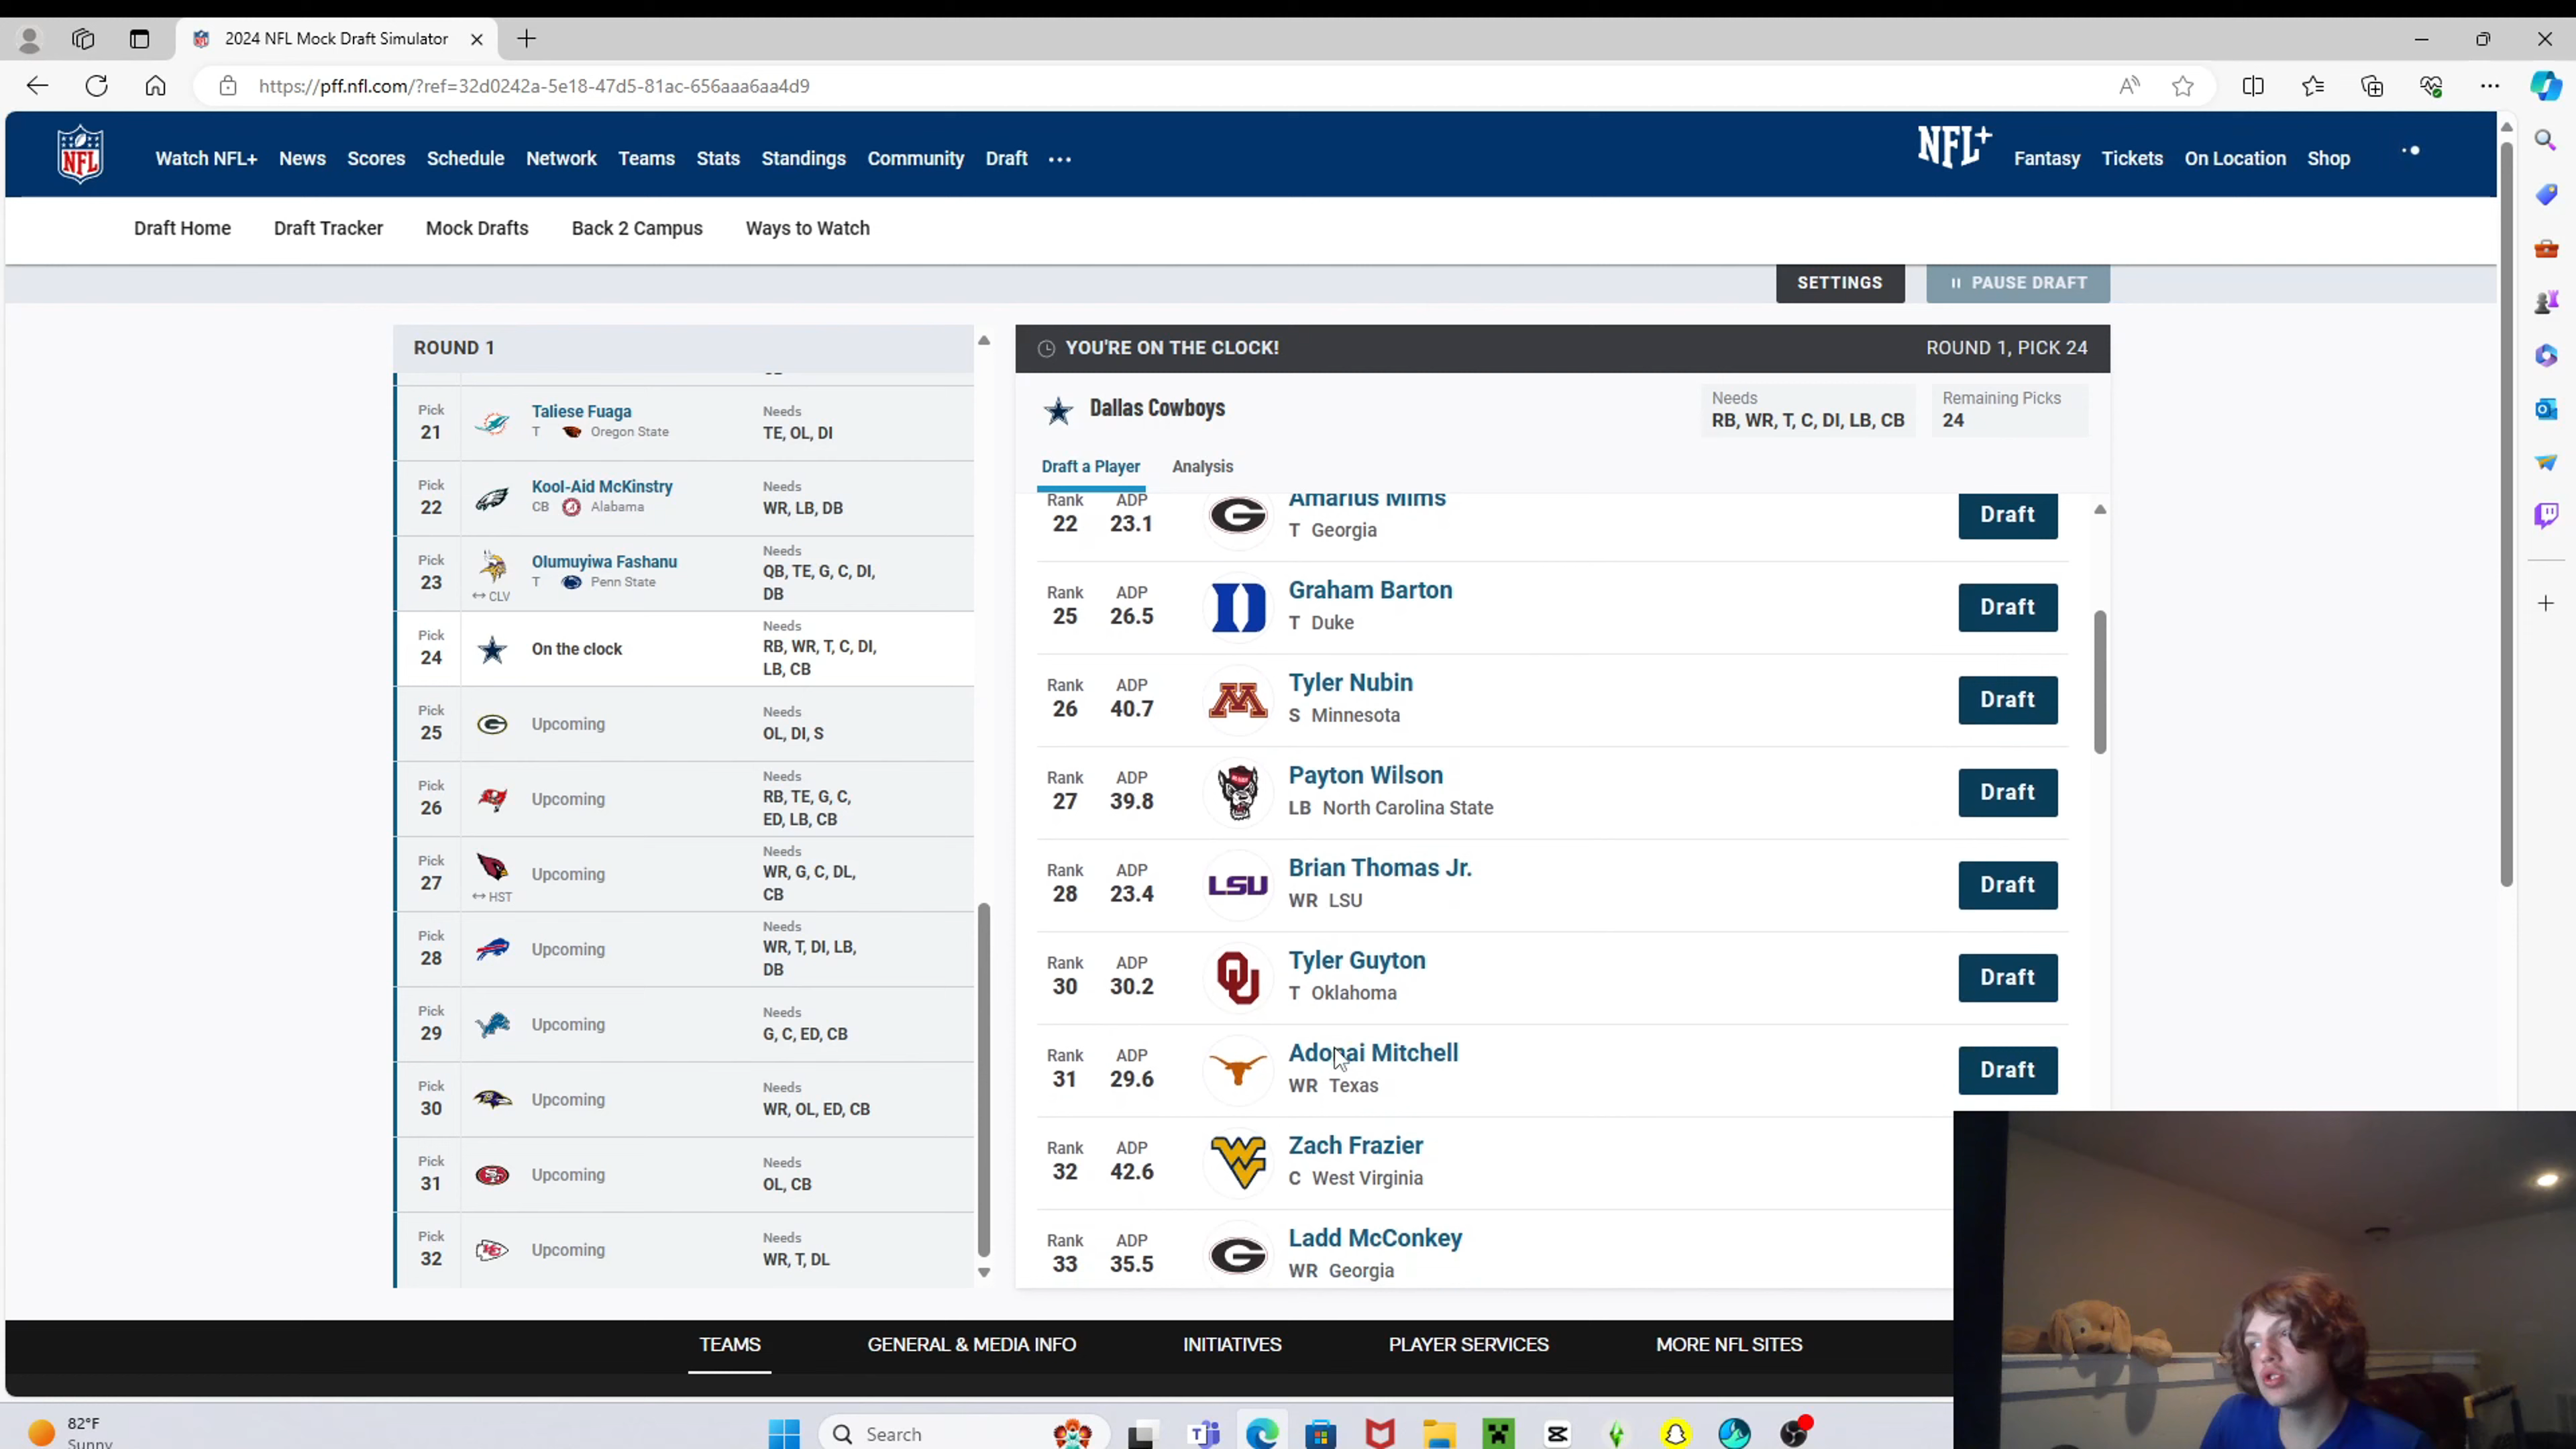 2024 NFL Mock Draft Simulator
https://pff.nfl.com/?ref=32d0242a-5e18-47d5-81ac-656aaa6aa4d9
NFL
Watch NFL+ News Scores Schedule Network Teams Stats Standings Community Draft
NFL+ Fantasy Tickets On Location Shop
Draft Home Draft Tracker Mock Drafts Back 2 Campus Ways to Watch
SETTINGS
PAUSE DRAFT
ROUND 1
Pick 21 Taliese Fuaga Needs
T Oregon State TE, OL, DI
Pick 22 Kool-Aid McKinstry Needs
CB Alabama WR, LB, DB
Pick 23 Olumuyiwa Fashanu Needs
T Penn State QB, TE, G, C, DI,
CLV DB
Pick 24 On the clock Needs
RB, WR, T, C, DI,
LB, CB
Pick 25 Upcoming Needs
OL, DI, S
Pick 26 Upcoming Needs
RB, TE, G, C,
ED, LB, CB
Pick 27 Upcoming Needs
WR, G, C, DL,
HST CB
Pick 28 Upcoming Needs
WR, T, DI, LB,
DB
Pick 29 Upcoming Needs
G, C, ED, CB
Pick 30 Upcoming Needs
WR, OL, ED, CB
Pick 31 Upcoming Needs
OL, CB
Pick 32 Upcoming Needs
WR, T, DL
YOU'RE ON THE CLOCK! ROUND 1, PICK 24
Dallas Cowboys
Needs
RB, WR, T, C, DI, LB, CB
Remaining Picks
24
Draft a Player Analysis
Rank ADP Amarius Mims
22 23.1 T Georgia Draft
Rank ADP Graham Barton
25 26.5 T Duke Draft
Rank ADP Tyler Nubin
26 40.7 S Minnesota Draft
Rank ADP Payton Wilson
27 39.8 LB North Carolina State Draft
Rank ADP Brian Thomas Jr.
28 23.4 LSU WR LSU Draft
Rank ADP Tyler Guyton
30 30.2 T Oklahoma Draft
Rank ADP Adonai Mitchell
31 29.6 WR Texas Draft
Rank ADP Zach Frazier
32 42.6 C West Virginia
Rank ADP Ladd McConkey
33 35.5 WR Georgia
TEAMS GENERAL & MEDIA INFO INITIATIVES PLAYER SERVICES MORE NFL SITES
82°F
Sunny
Search